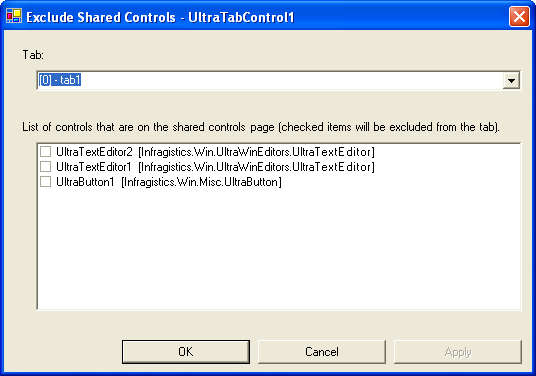 Exclude Shared Controls - UltraTabControl1
Tab:
[0] - tab1
List of controls that are on the shared controls page (checked items will be excluded from the tab).
UltraTextEditor2 [Infragistics.Win.UltraWinEditors.UltraTextEditor]
UltraTextEditor1 [Infragistics.Win.UltraWinEditors.UltraTextEditor]
UltraButton1 [Infragistics.Win.Misc.UltraButton]
OK
Cancel
Apply